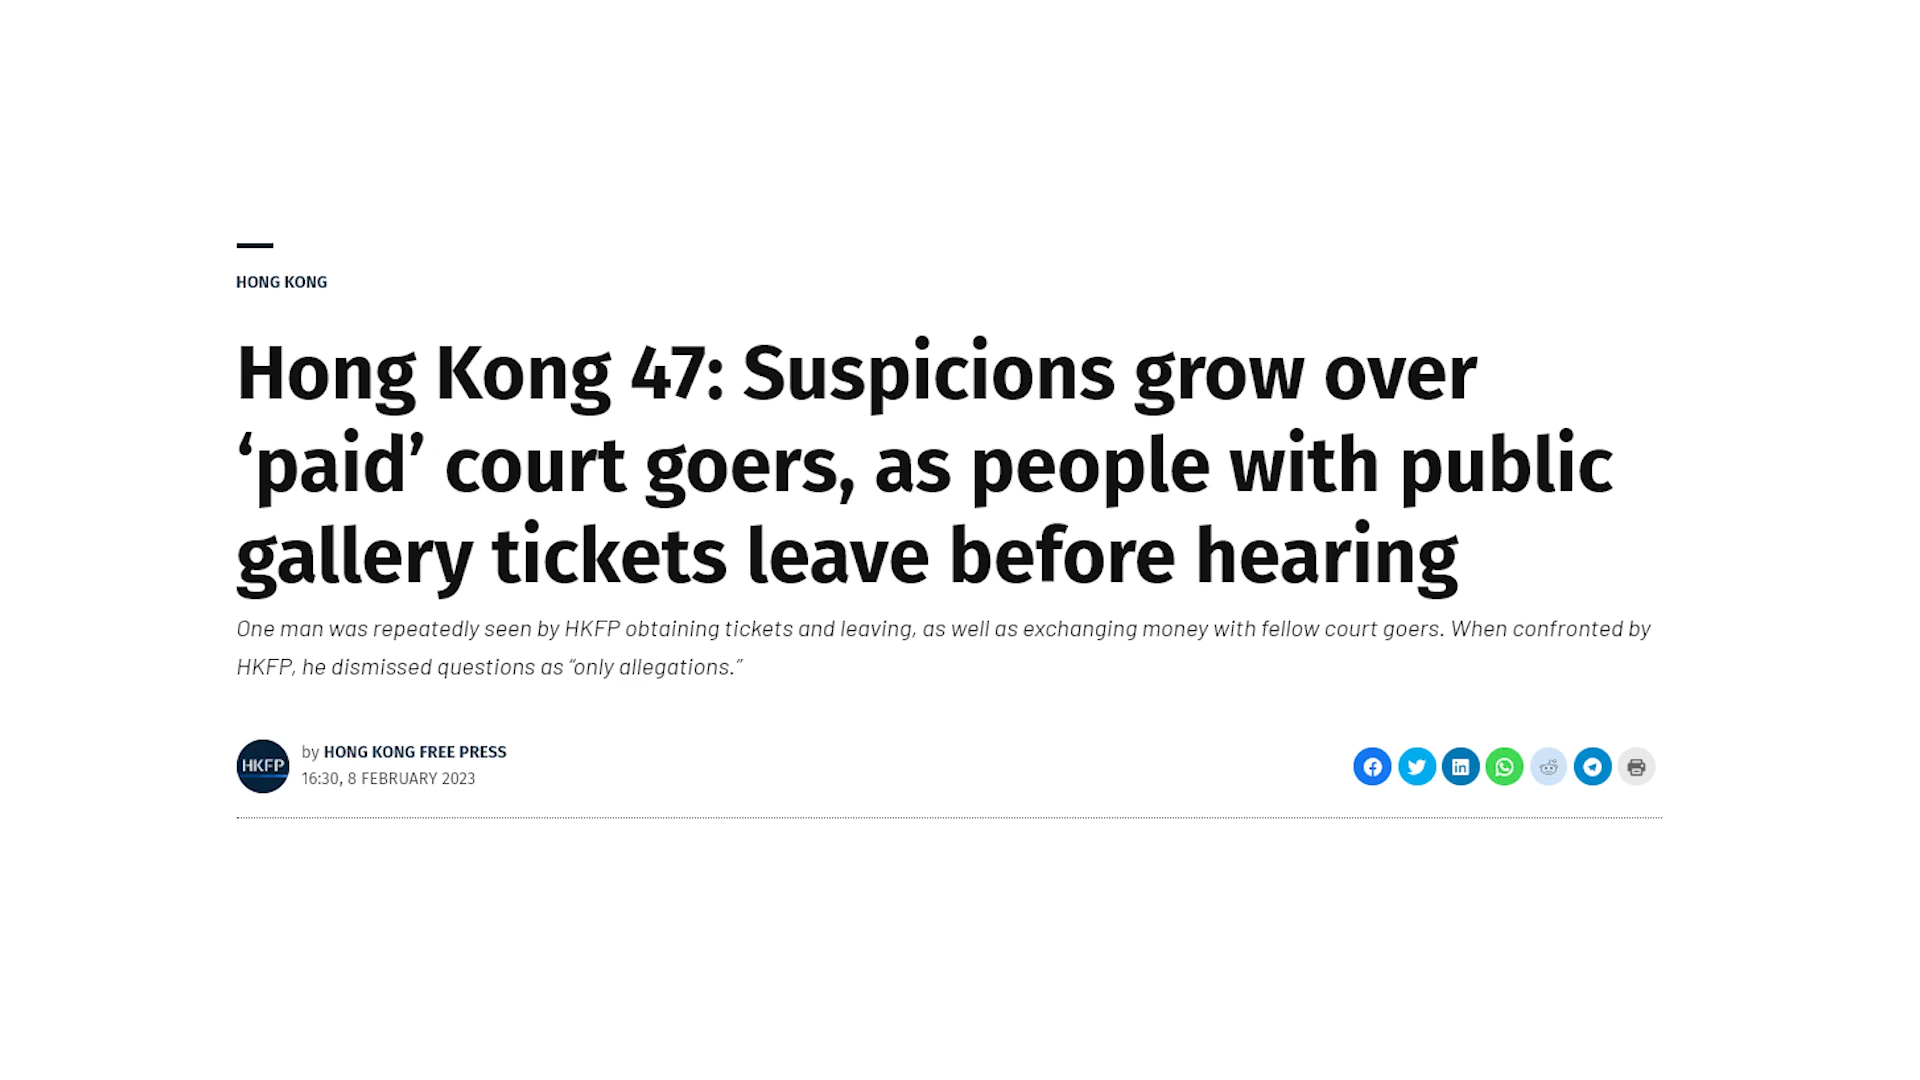 HONG KONG
Hong Kong 47: Suspicions grow over
‘paid’ court goers, as people with public
gallery tickets leave before hearing
One man was repeatedly seen by HKFP obtaining tickets and leaving, as well as exchanging money with fellow court goers. When confronted by
HKFP, he dismissed questions as “only allegations.”
HKFP
by HONG KONG FREE PRESS
16:30, 8 FEBRUARY 2023